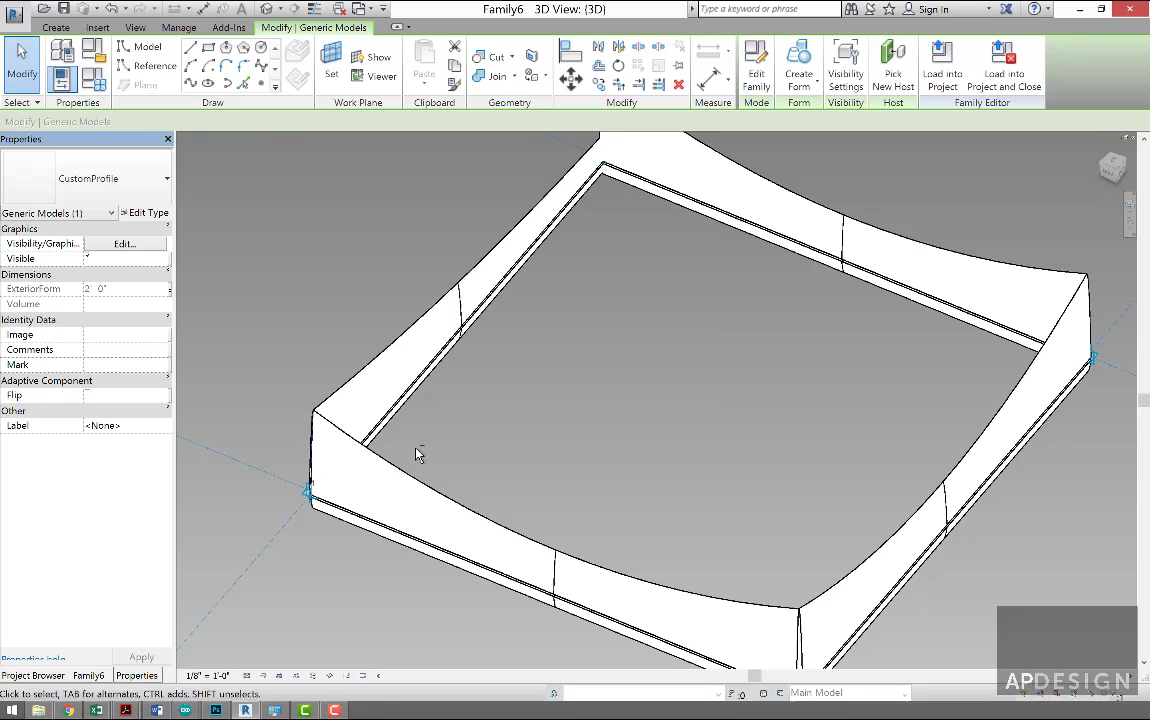 Family6   3D View: {3D}
Type a keyword or phrase
Sign In
Create
Insert
View
Manage
Add-Ins
Modify | Generic Models
Modify
Model
Reference
Plane
Set
Show
Viewer
Paste
Cut
Join
Edit Family
Create Form
Visibility Settings
Pick New Host
Load into Project
Load into Project and Close
Select
Properties
Draw
Work Plane
Clipboard
Geometry
Modify
Measure
Mode
Form
Visibility
Host
Family Editor
Modify | Generic Models
Properties
CustomProfile
Generic Models (1)
Edit Type
Graphics
Visibility/Graphi...
Edit...
Visible
Dimensions
ExteriorForm
2'  0"
Volume
Identity Data
Image
Comments
Mark
Adaptive Component
Flip
Other
Label
<None>
Properties help
Apply
Project Browser
Family6
Properties
1/8" = 1'-0"
Click to select, TAB for alternates, CTRL adds, SHIFT unselects.
:0
Main Model
APDESIGN